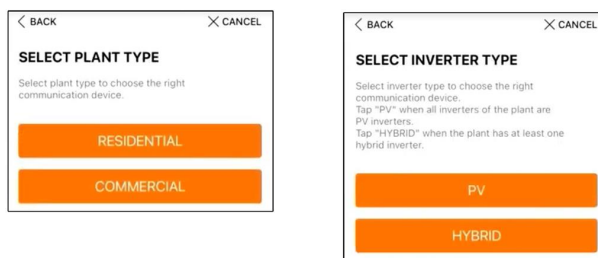 < BACK
X CANCEL
SELECT PLANT TYPE
Select plant type to choose the right
communication device.
RESIDENTIAL
COMMERCIAL
< BACK
X CANCEL
SELECT INVERTER TYPE
Select inverter type to choose the right
communication device.
Tap "PV" when all inverters of the plant are
PV inverters.
Tap "HYBRID" when the plant has at least one
hybrid inverter.
PV
HYBRID